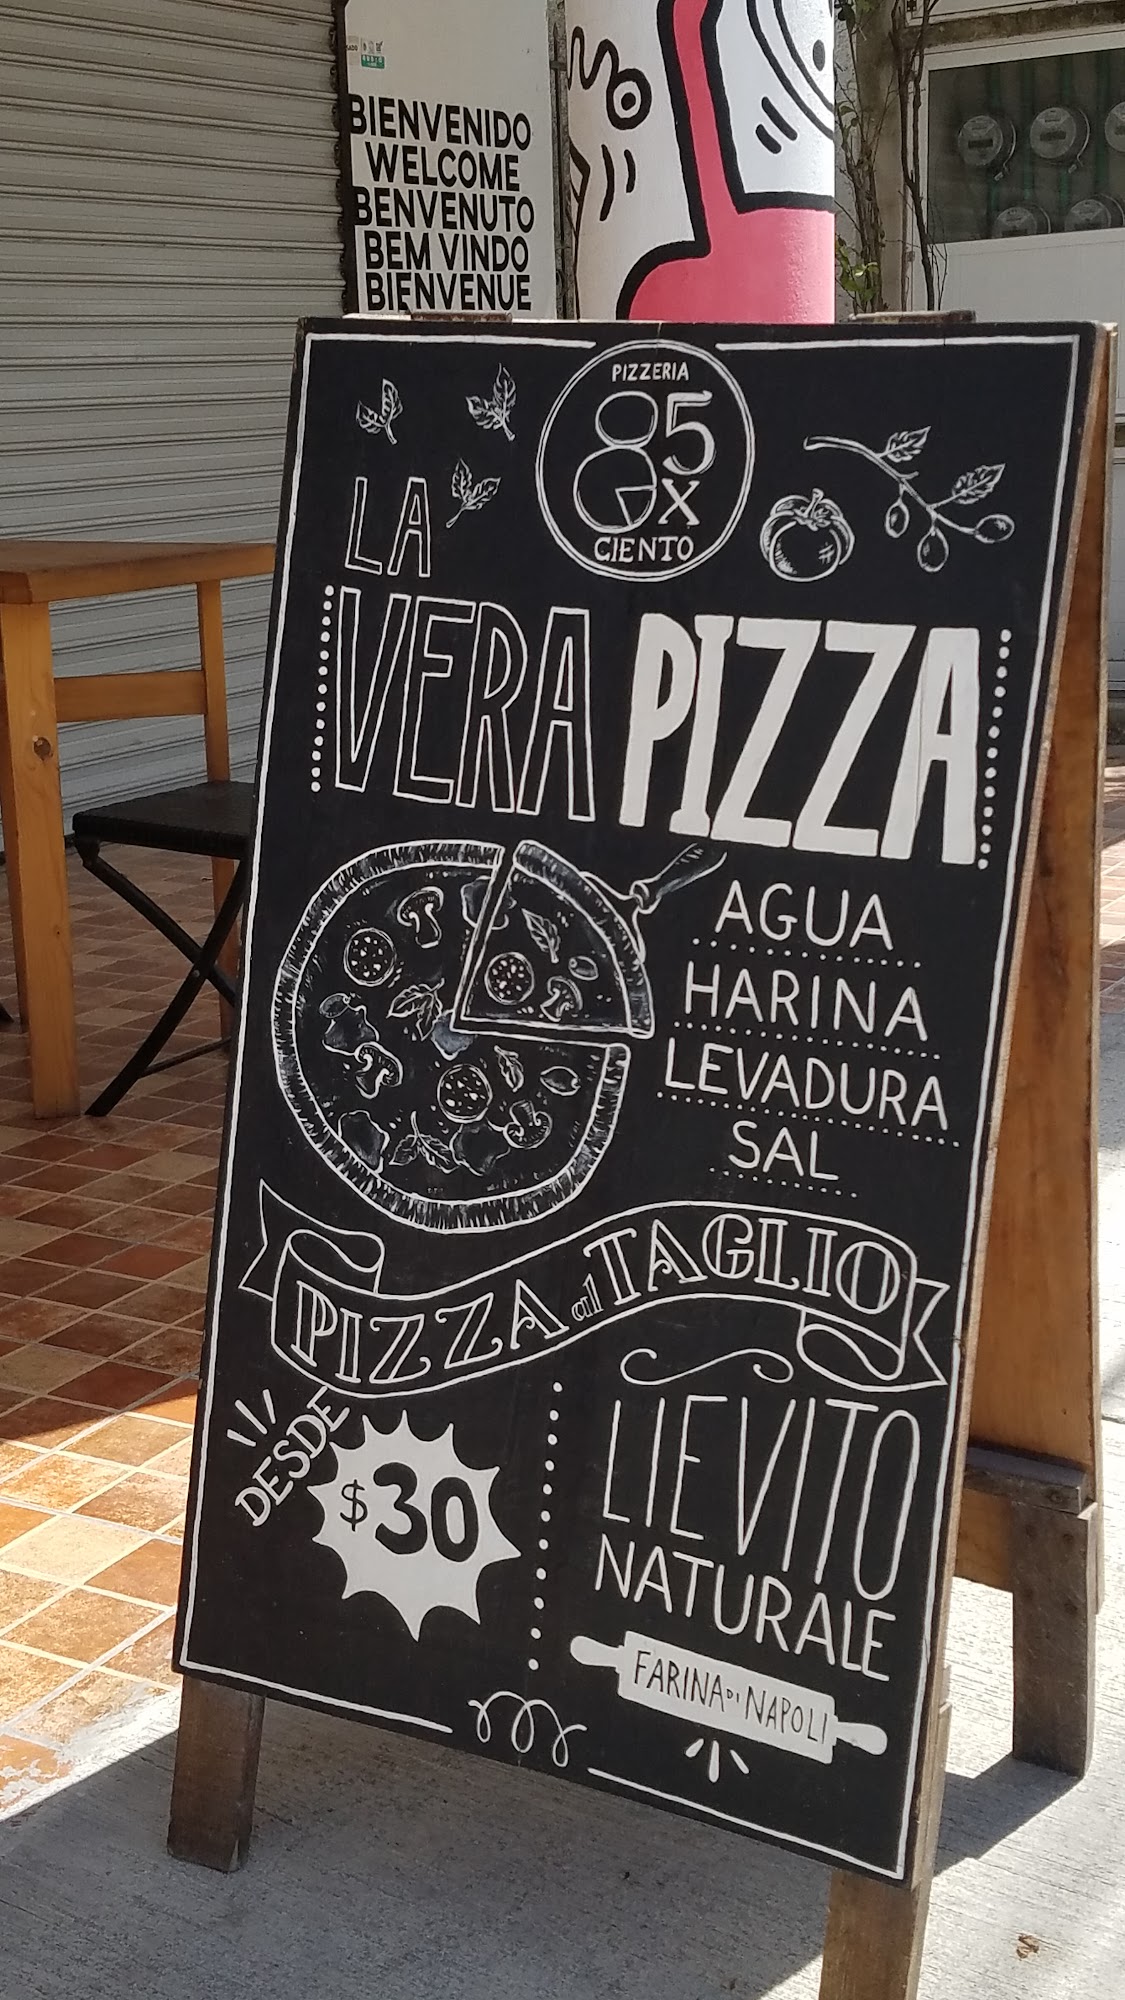 BIENVENIDO
WELCOME
BENVENUTO
BEM VINDO
BIENVENUE
PIZZERIA
85
X
CIENTO
LA
VERA PIZZA
AGUA
HARINA
LEVADURA
SAL
PIZZA al TAGLIO
DESDE
$30
LIEVITO
NATURALE
FARINA DI NAPOLI